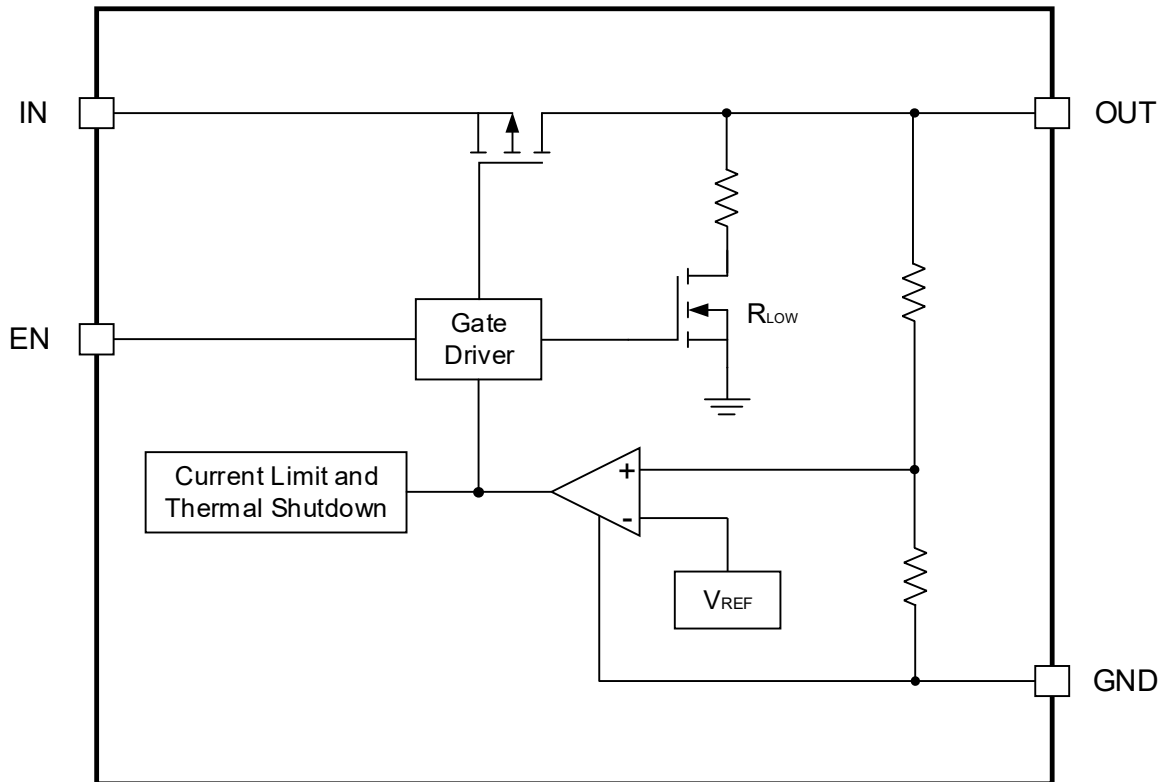 IN
OUT
EN
Gate
Driver
RLOW
Current Limit and
Thermal Shutdown
+
-
VREF
GND